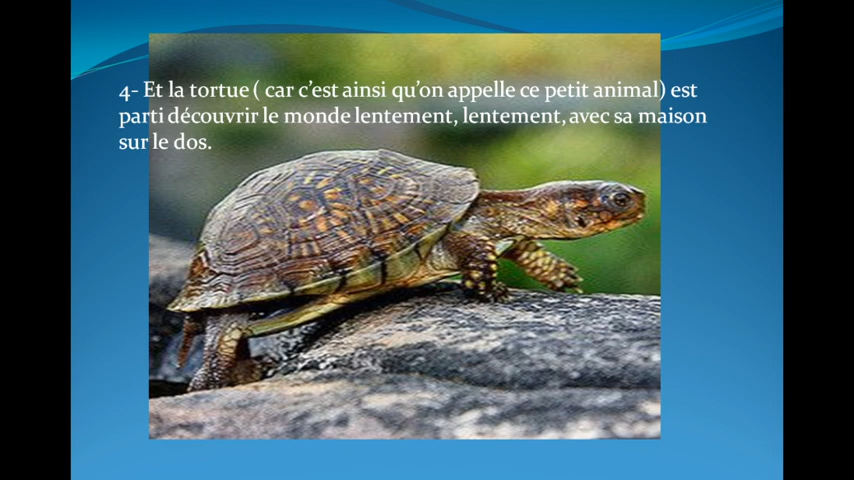 4- Et la tortue ( car c’est ainsi qu’on appelle ce petit animal) est
parti découvrir le monde lentement, lentement, avec sa maison
sur le dos.